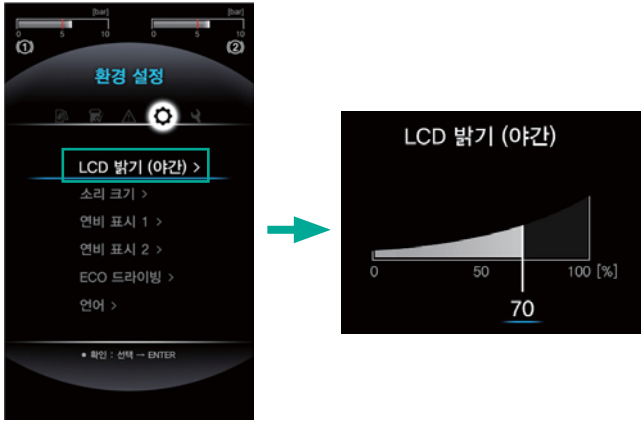 [bar] [bar]
0 5 10 0 5 10
(1) (2)
환경 설정
LCD 밝기 (야간) >
소리 크기 >
연비 표시 1 >
연비 표시 2 >
ECO 드라이빙 >
언어 >
• 확인 : 선택 → ENTER
LCD 밝기 (야간)
0 50 100 [%]
70